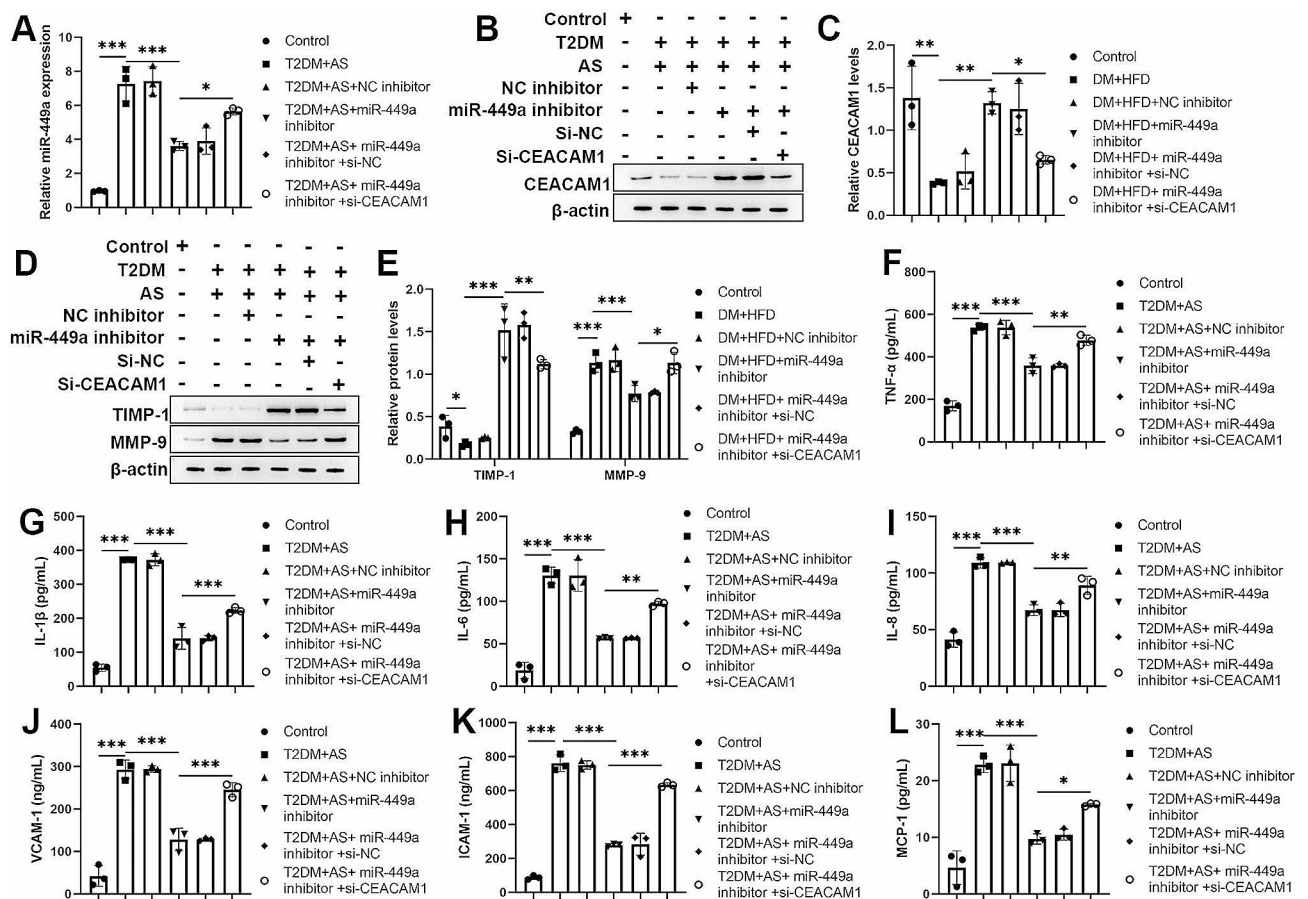 A
Relative miR-449a expression
10
8
6
4
2
0
***
***
*
Control
T2DM+AS
T2DM+AS+NC inhibitor
T2DM+AS+miR-449a
inhibitor
T2DM+AS+ miR-449a
inhibitor +si-NC
T2DM+AS+ miR-449a
inhibitor +si-CEACAM1
B
Control + - - - - -
T2DM - + + + + +
AS - + + + + +
NC inhibitor - - + - - -
miR-449a inhibitor - - - + + +
Si-NC - - - - + -
Si-CEACAM1 - - - - - +
CEACAM1
β-actin
C
Relative CEACAM1 levels
2.0
1.5
1.0
0.5
0.0
**
**
*
Control
DM+HFD
DM+HFD+NC inhibitor
DM+HFD+miR-449a
inhibitor
DM+HFD+ miR-449a
inhibitor +si-NC
DM+HFD+ miR-449a
inhibitor +si-CEACAM1
D
Control + - - - - -
T2DM - + + + + +
AS - + + + + +
NC inhibitor - - + - - -
miR-449a inhibitor - - - + + +
Si-NC - - - - + -
Si-CEACAM1 - - - - - +
TIMP-1
MMP-9
β-actin
E
Relative protein levels
2.0
1.5
1.0
0.5
0.0
*
***
**
***
***
*
TIMP-1
MMP-9
Control
DM+HFD
DM+HFD+NC inhibitor
DM+HFD+miR-449a
inhibitor
DM+HFD+ miR-449a
inhibitor +si-NC
DM+HFD+ miR-449a
inhibitor +si-CEACAM1
F
TNF-α (pg/mL)
800
600
400
200
0
***
***
**
Control
T2DM+AS
T2DM+AS+NC inhibitor
T2DM+AS+miR-449a
inhibitor
T2DM+AS+ miR-449a
inhibitor +si-NC
T2DM+AS+ miR-449a
inhibitor +si-CEACAM1
G
IL-1β (pg/mL)
500
400
300
200
100
0
***
***
***
Control
T2DM+AS
T2DM+AS+NC inhibitor
T2DM+AS+miR-449a
inhibitor
T2DM+AS+ miR-449a
inhibitor +si-NC
T2DM+AS+ miR-449a
inhibitor +si-CEACAM1
H
IL-6 (pg/mL)
200
150
100
50
0
***
***
**
Control
T2DM+AS
T2DM+AS+NC inhibitor
T2DM+AS+miR-449a
inhibitor
T2DM+AS+ miR-449a
inhibitor +si-NC
T2DM+AS+ miR-449a
inhibitor
+si-CEACAM1
I
IL-8 (pg/mL)
150
100
50
0
***
***
**
Control
T2DM+AS
T2DM+AS+NC inhibitor
T2DM+AS+miR-449a
inhibitor
T2DM+AS+ miR-449a
inhibitor +si-NC
T2DM+AS+ miR-449a
inhibitor +si-CEACAM1
J
VCAM-1 (ng/mL)
400
300
200
100
0
***
***
***
Control
T2DM+AS
T2DM+AS+NC inhibitor
T2DM+AS+miR-449a
inhibitor
T2DM+AS+ miR-449a
inhibitor +si-NC
T2DM+AS+ miR-449a
inhibitor +si-CEACAM1
K
ICAM-1 (ng/mL)
1000
800
600
400
200
0
***
***
***
Control
T2DM+AS
T2DM+AS+NC inhibitor
T2DM+AS+miR-449a
inhibitor
T2DM+AS+ miR-449a
inhibitor +si-NC
T2DM+AS+ miR-449a
inhibitor +si-CEACAM1
L
MCP-1 (pg/mL)
30
20
10
0
***
***
*
Control
T2DM+AS
T2DM+AS+NC inhibitor
T2DM+AS+miR-449a
inhibitor
T2DM+AS+ miR-449a
inhibitor +si-NC
T2DM+AS+ miR-449a
inhibitor +si-CEACAM1